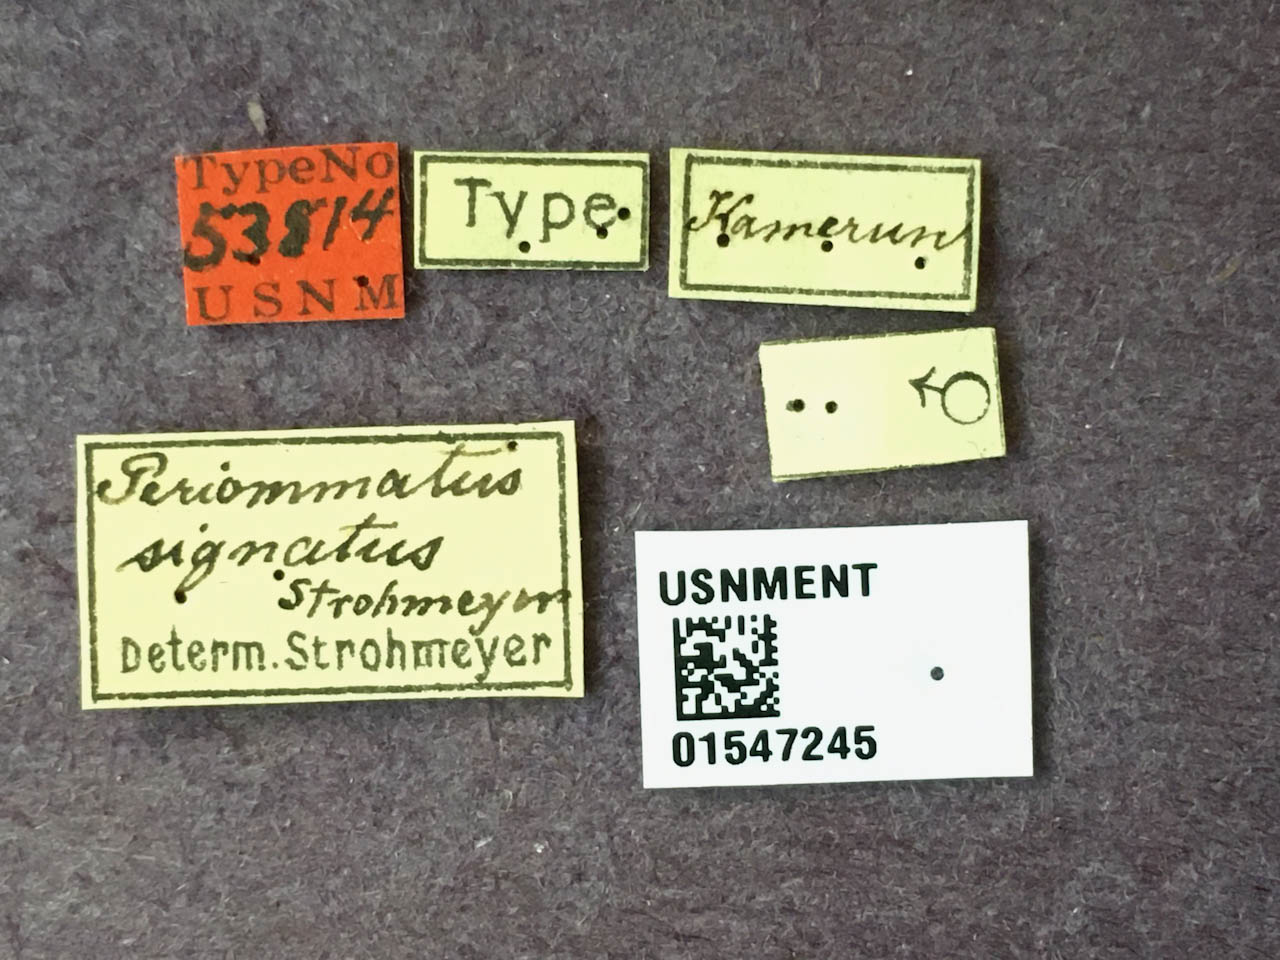 TypeNo
53814
USNM
Type
Kamerun
♂
Periommatus
signatus
Strohmeyer
Determ. Strohmeyer
USNMENT
01547245